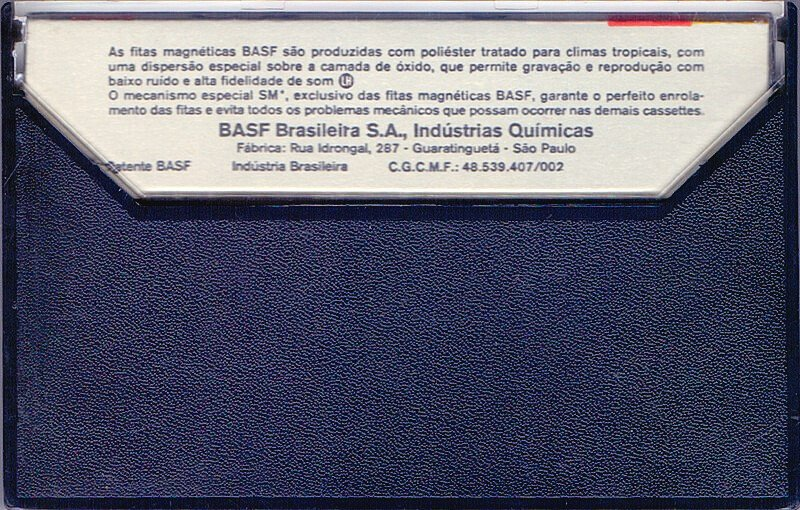 As fitas magnéticas BASF são produzidas com poliéster tratado para climas tropicais, com
uma dispersão especial sobre a camada de óxido, que permite gravação e reprodução com
baixo ruído e alta fidelidade de som LH
O mecanismo especial SM*, exclusivo das fitas magnéticas BASF, garante o perfeito enrola-
mento das fitas e evita todos os problemas mecânicos que possam ocorrer nas demais cassettes.
BASF Brasileira S.A., Indústrias Químicas
Fábrica: Rua Idrongal, 287 - Guaratinguetá - São Paulo
*Patente BASF Indústria Brasileira C.G.C.M.F.: 48.539.407/002